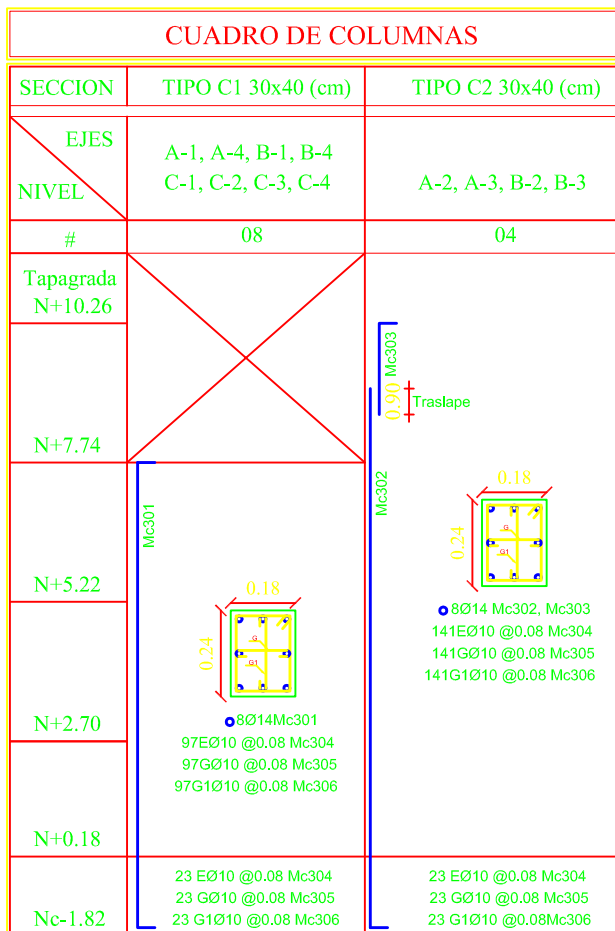 CUADRO DE COLUMNAS
SECCION TIPO C1 30x40 (cm) TIPO C2 30x40 (cm)
EJES
NIVEL
A-1, A-4, B-1, B-4
C-1, C-2, C-3, C-4
A-2, A-3, B-2, B-3
# 08 04
Tapagrada
N+10.26
Mc303
0.90
Traslape
N+7.74
Mc301
Mc302
0.18
0.24
G
G1
8Ø14 Mc302, Mc303
141EØ10 @0.08 Mc304
141GØ10 @0.08 Mc305
141G1Ø10 @0.08 Mc306
N+5.22
0.18
0.24
G
G1
8Ø14Mc301
97EØ10 @0.08 Mc304
97GØ10 @0.08 Mc305
97G1Ø10 @0.08 Mc306
N+2.70
N+0.18
23 EØ10 @0.08 Mc304
23 GØ10 @0.08 Mc305
23 G1Ø10 @0.08 Mc306
23 EØ10 @0.08 Mc304
23 GØ10 @0.08 Mc305
23 G1Ø10 @0.08Mc306
Nc-1.82